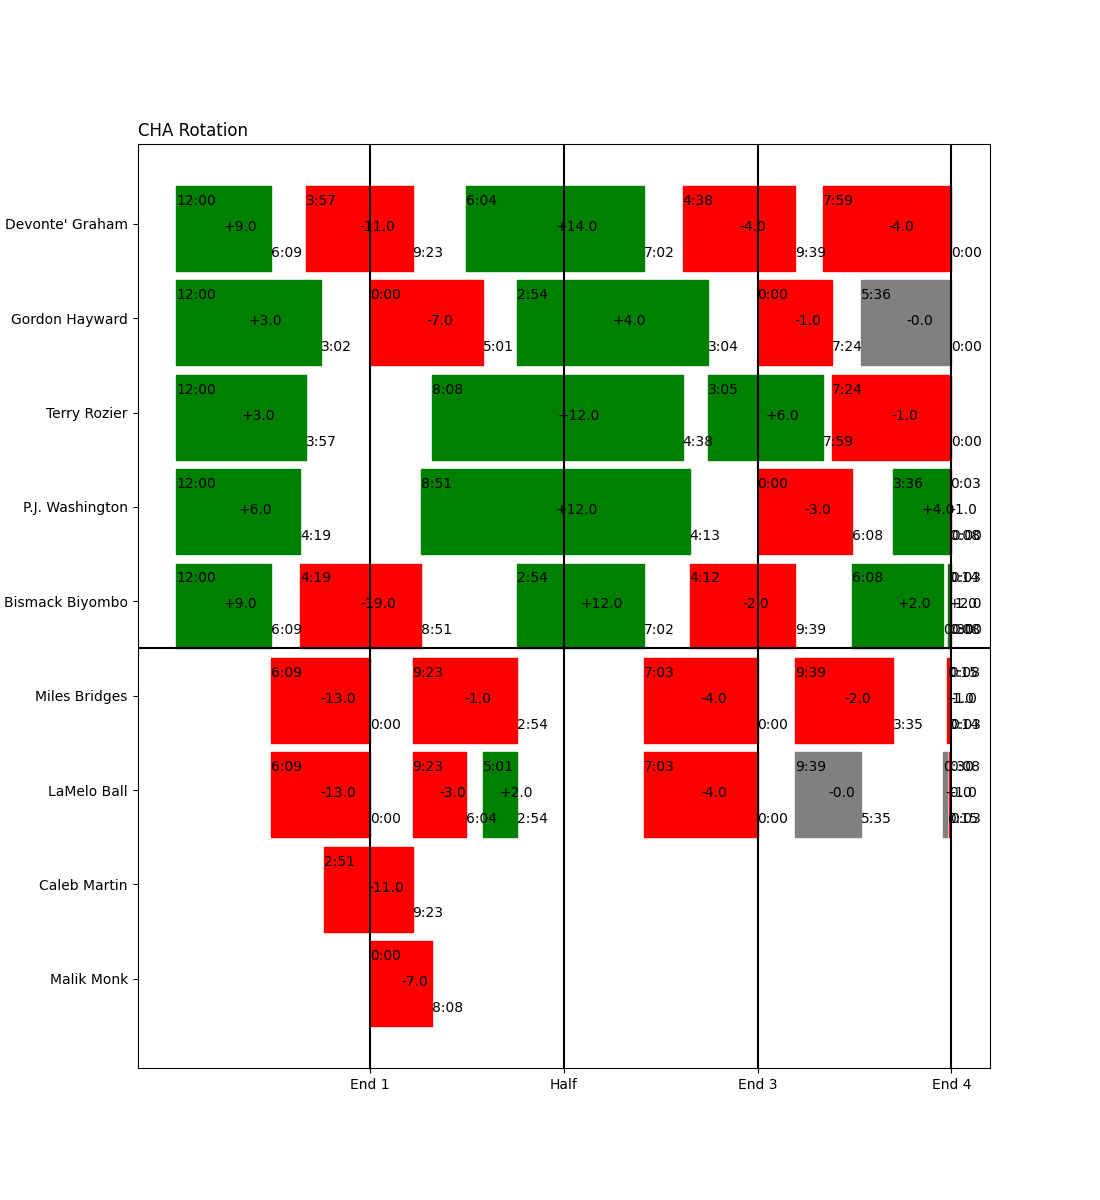 CHA Rotation
12:00 3:57 6:04 4:38 7:59
Devonte' Graham +9.0 -11.0 +14.0 -4.0 -4.0
6:09 9:23 7:02 9:39 0:00
12:00 0:00 2:54 0:00 5:36
Gordon Hayward +3.0 -7.0 +4.0 -1.0 -0.0
3:02 5:01 3:04 7:24 0:00
12:00 8:08 3:05 7:24
Terry Rozier +3.0 +12.0 +6.0 -1.0
3:57 4:38 7:59 0:00
12:00 8:51 0:00 3:36 0:03
P.J. Washington +6.0 +12.0 -3.0 +4.0 -1.0
4:19 4:13 6:08
12:00 4:19 2:54 4:12 6:08
Bismack Biyombo +9.0 -19.0 +12.0 -2.0 +2.0
6:09 8:51 7:02 9:39
6:09 9:23 7:03 9:39
Miles Bridges -13.0 -1.0 -4.0 -2.0
0:00 2:54 0:00 3:35
6:09 9:23 5:01 7:03 9:39
LaMelo Ball -13.0 -3.0 +2.0 -4.0 -0.0
0:00 6:04 2:54 0:00 5:35
2:51
Caleb Martin -11.0
9:23
0:00
Malik Monk -7.0
8:08
End 1 Half End 3 End 4